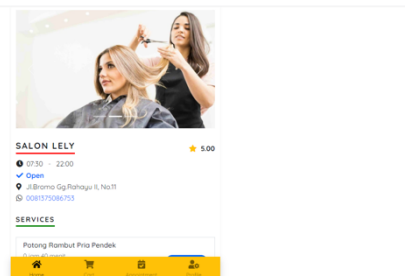 SALON LELY
5.00
07:30 - 22:00
Open
Jl.Bromo Gg.Rahayu II, No.11
0081375086753
SERVICES
Potong Rambut Pria Pendek
Home